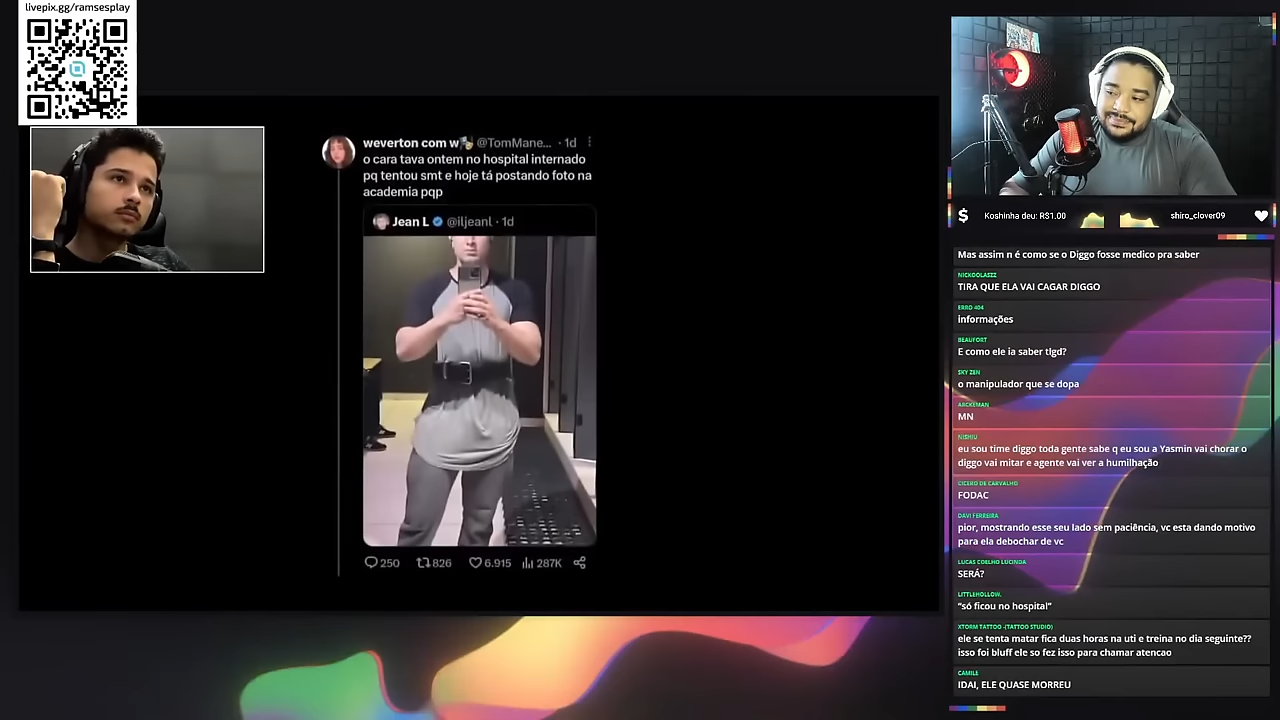 livepix.gg/ramsesplay
weverton com w @TomMane... · 1d
o cara tava ontem no hospital internado
pq tentou smt e hoje tá postando foto na
academia pqp
Jean L @iljeanl · 1d
250 826 6.915 287K
$ Koshinha deu: R$1.00 shiro_clover09
Mas assim n é como se o Diggo fosse medico pra saber
TIRA QUE ELA VAI CAGAR DIGGO
ERRO 404
informações
BEAUFORT
E como ele ia saber tlgd?
SKY ZEN
o manipulador que se dopa
MN
NISHIU
eu sou time diggo toda gente sabe q eu sou a Yasmin vai chorar o
diggo vai mitar e agente vai ver a humilhação
CICERO DE CARVALHO
FODAC
DAVI FERREIRA
pior, mostrando esse seu lado sem paciência, vc esta dando motivo
para ela debochar de vc
LUCAS COELHO LUCINDA
SERÁ?
LITTLEHOLLOW.
"só ficou no hospital"
XTORM TATTOO -(TATTOO STUDIO)
ele se tenta matar fica duas horas na uti e treina no dia seguinte??
isso foi bluff ele so fez isso para chamar atencao
CAMILE
IDAI, ELE QUASE MORREU